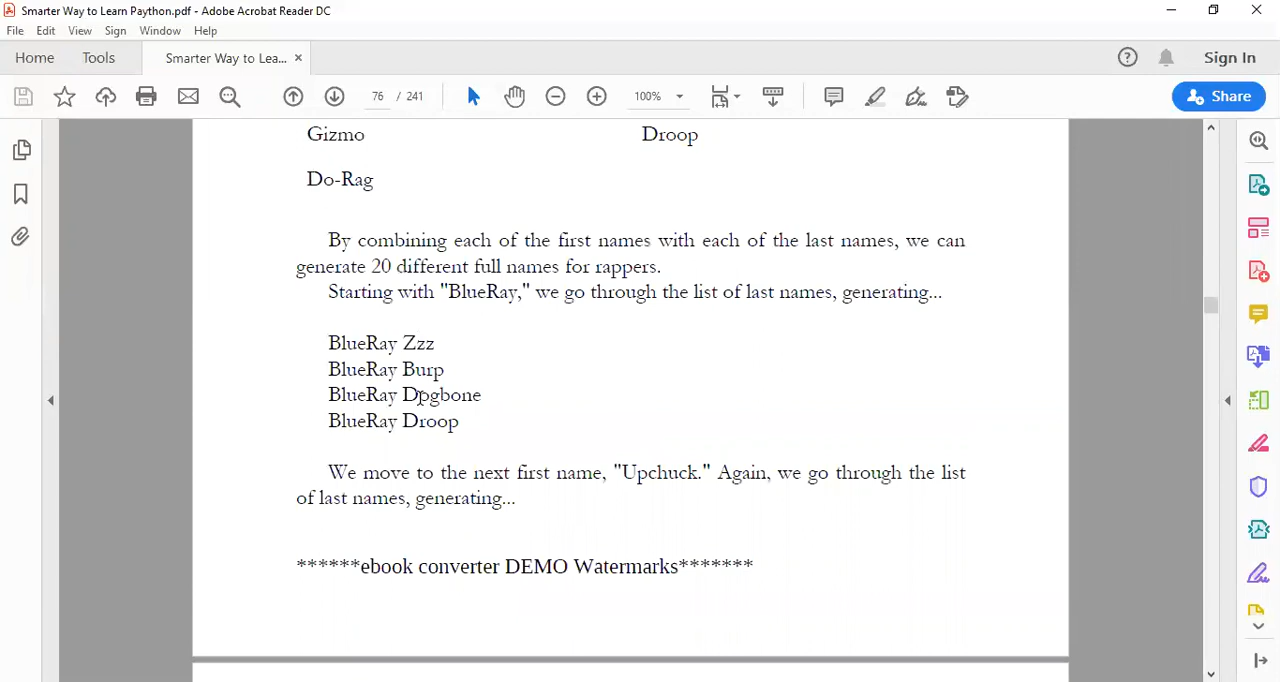 Smarter Way to Learn Paython.pdf - Adobe Acrobat Reader DC
File Edit View Sign Window Help
Home Tools Smarter Way to Lea... × Sign In
76 / 241 100% Share
Gizmo Droop
Do-Rag
By combining each of the first names with each of the last names, we can
generate 20 different full names for rappers.
Starting with "BlueRay," we go through the list of last names, generating...
BlueRay Zzz
BlueRay Burp
BlueRay Dogbone
BlueRay Droop
We move to the next first name, "Upchuck." Again, we go through the list
of last names, generating...
******ebook converter DEMO Watermarks*******